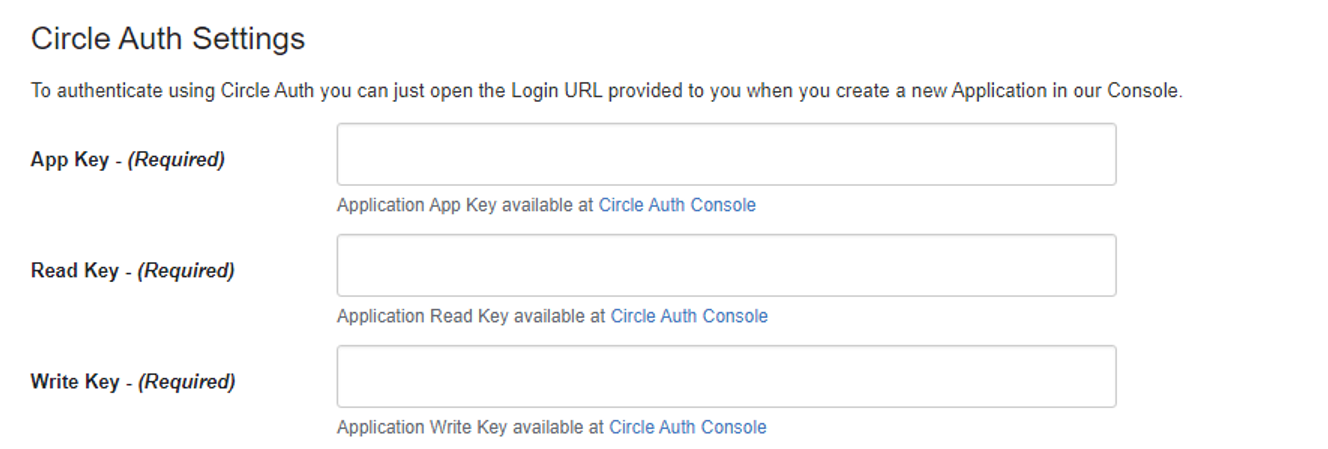 Circle Auth Settings
To authenticate using Circle Auth you can just open the Login URL provided to you when you create a new Application in our Console.
App Key - (Required)
Application App Key available at Circle Auth Console
Read Key - (Required)
Application Read Key available at Circle Auth Console
Write Key - (Required)
Application Write Key available at Circle Auth Console